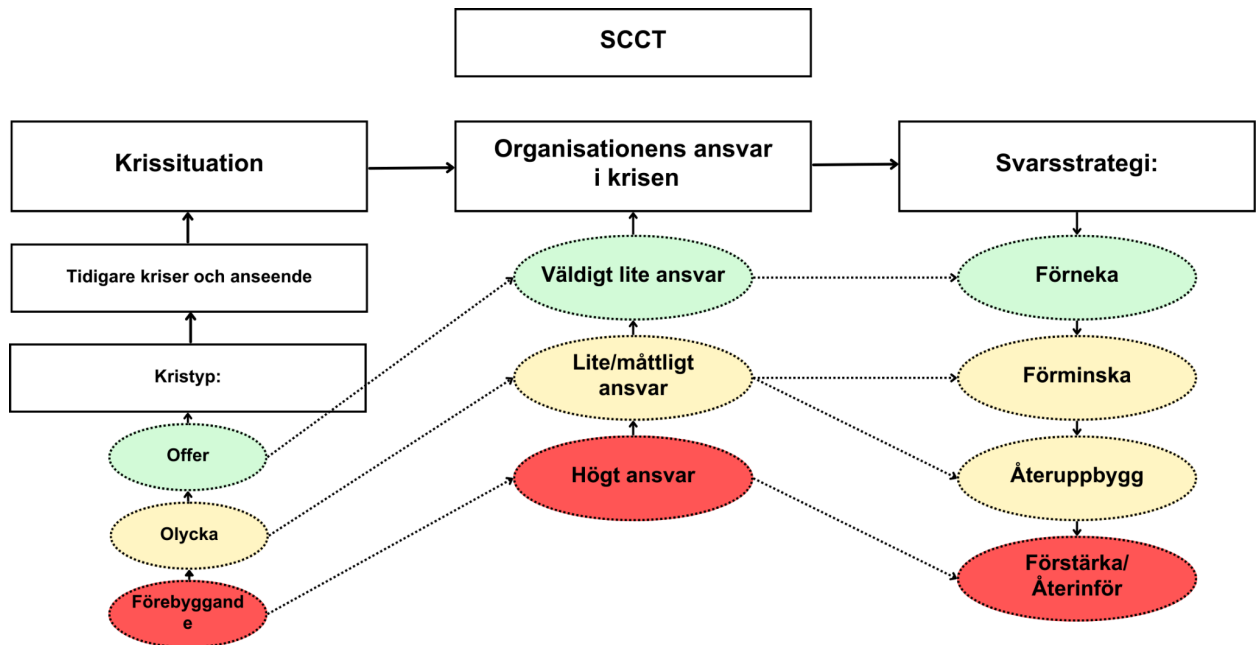 SCCT
Krissituation
Organisationens ansvar
i krisen
Svarsstrategi:
Tidigare kriser och anseende
Väldigt lite ansvar
Förneka
Kristyp:
Lite/måttligt
ansvar
Förminska
Offer
Högt ansvar
Återuppbygg
Olycka
Förstärka/
Återinför
Förebyggand
e